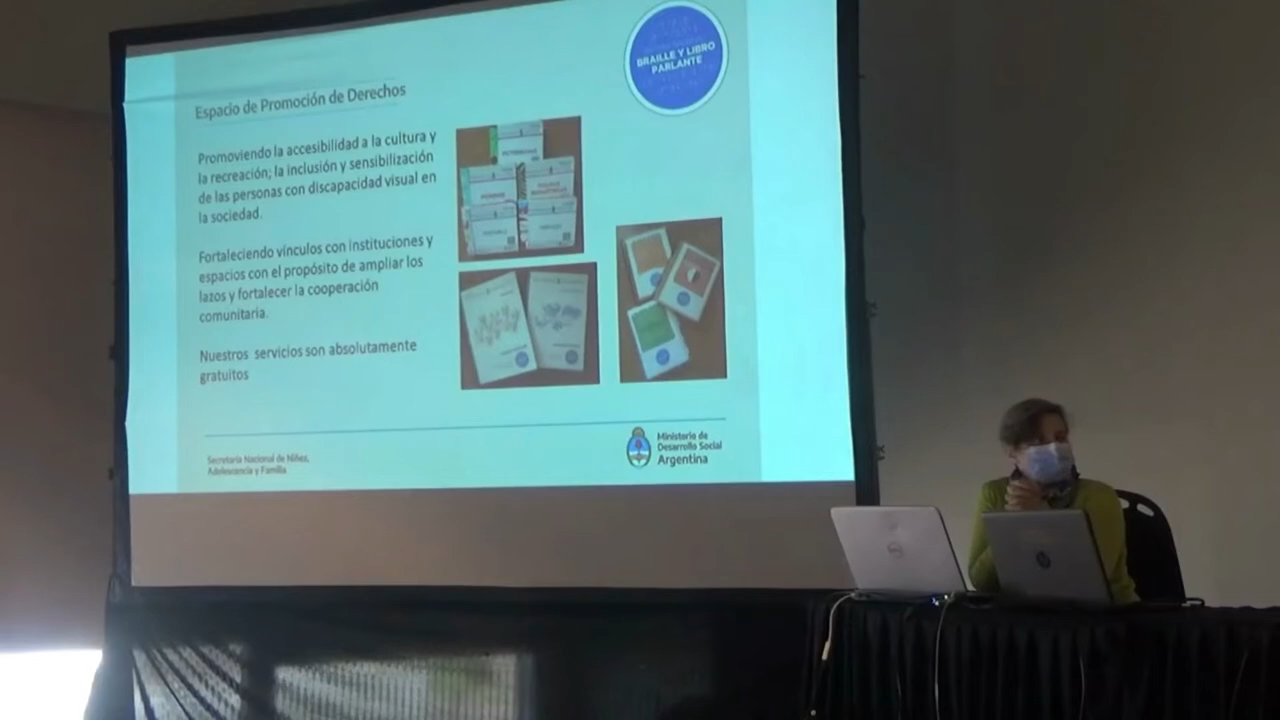 BRAILLE Y LIBRO
PARLANTE
Espacio de Promoción de Derechos
Promoviendo la accesibilidad a la cultura y
la recreación; la inclusión y sensibilización
de las personas con discapacidad visual en
la sociedad.
Fortaleciendo vínculos con instituciones y
espacios con el propósito de ampliar los
lazos y fortalecer la cooperación
comunitaria.
Nuestros servicios son absolutamente
gratuitos
Secretaría Nacional de Niñez,
Adolescencia y Familia
Ministerio de
Desarrollo Social
Argentina